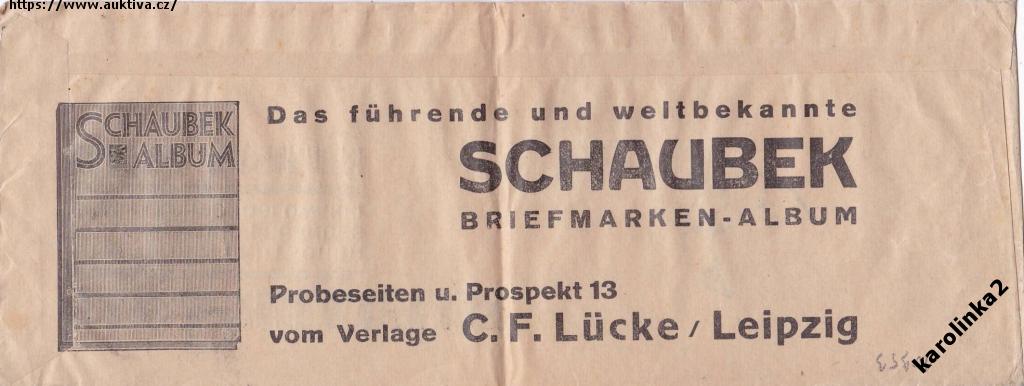 https://www.auktiva.cz/
SCHAUBEK
ALBUM
Das führende und weltbekannte
SCHAUBEK
BRIEFMARKEN-ALBUM
Probeseiten u. Prospekt 13
vom Verlage C. F. Lücke / Leipzig
karolinka2